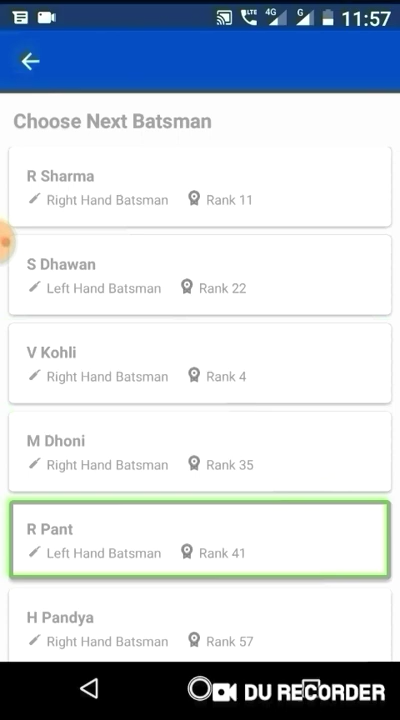 LTE 4G G 11:57
Choose Next Batsman
R Sharma
Right Hand Batsman Rank 11
S Dhawan
Left Hand Batsman Rank 22
V Kohli
Right Hand Batsman Rank 4
M Dhoni
Right Hand Batsman Rank 35
R Pant
Left Hand Batsman Rank 41
H Pandya
Right Hand Batsman Rank 57
DU RECORDER